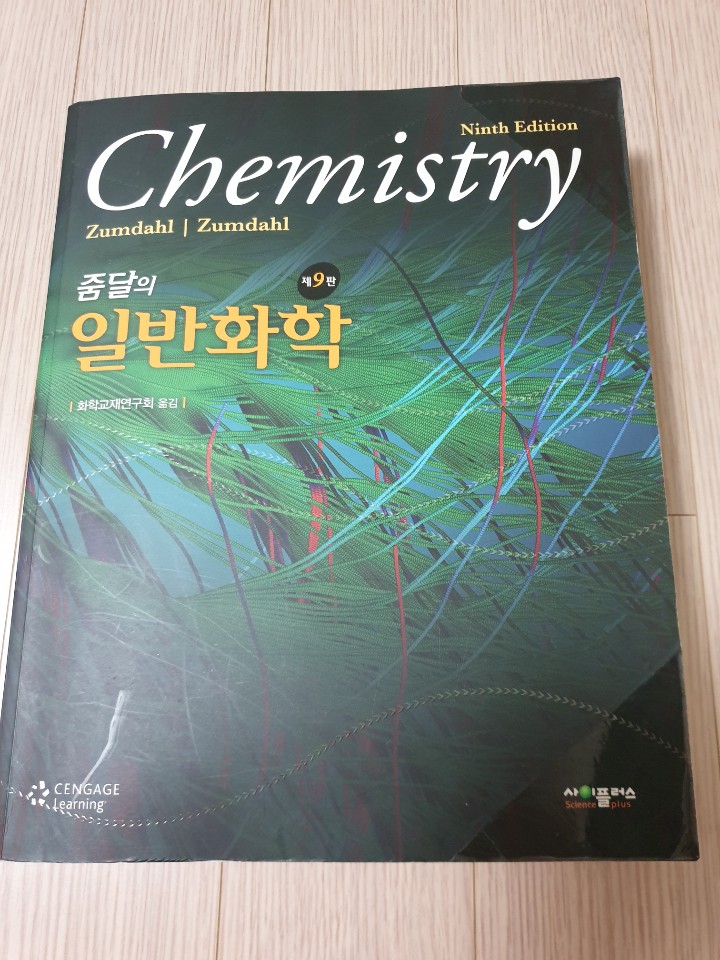 Ninth Edition
Chemistry
Zumdahl | Zumdahl
줌달의
제9판
일반화학
| 화학교재연구회 옮김 |
CENGAGE
Learning
사이플러스
Science plus